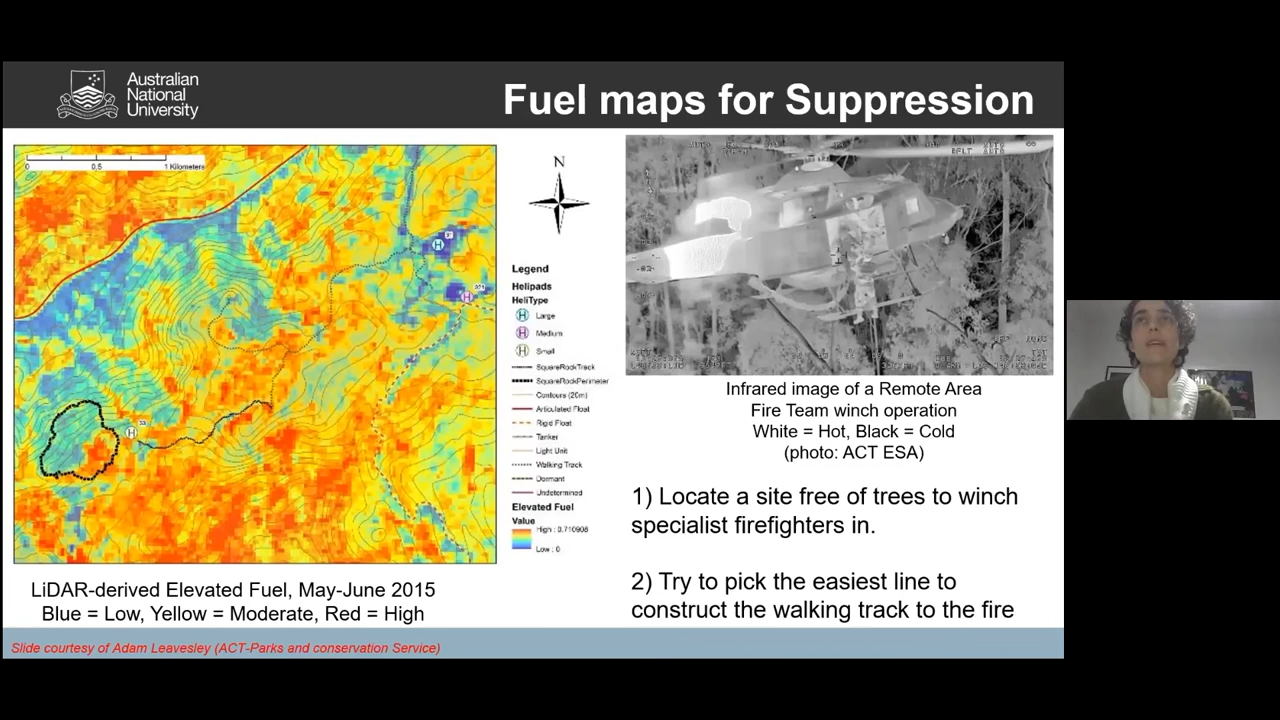 Australian
National
University
Fuel maps for Suppression
0 0.5 1 Kilometers
N
Legend
Helipads
HeliType
Large
Medium
Small
SquareRockTrack
SquareRockPerimeter
Contours (20m)
Articulated Float
Rigid Float
Tanker
Light Unit
Walking Track
Dormant
Undetermined
Elevated Fuel
Value
High : 0.710908
Low : 0
H
H
H
LiDAR-derived Elevated Fuel, May-June 2015
Blue = Low, Yellow = Moderate, Red = High
Infrared image of a Remote Area
Fire Team winch operation
White = Hot, Black = Cold
(photo: ACT ESA)
1) Locate a site free of trees to winch
specialist firefighters in.
2) Try to pick the easiest line to
construct the walking track to the fire
Slide courtesy of Adam Leavesley (ACT-Parks and conservation Service)